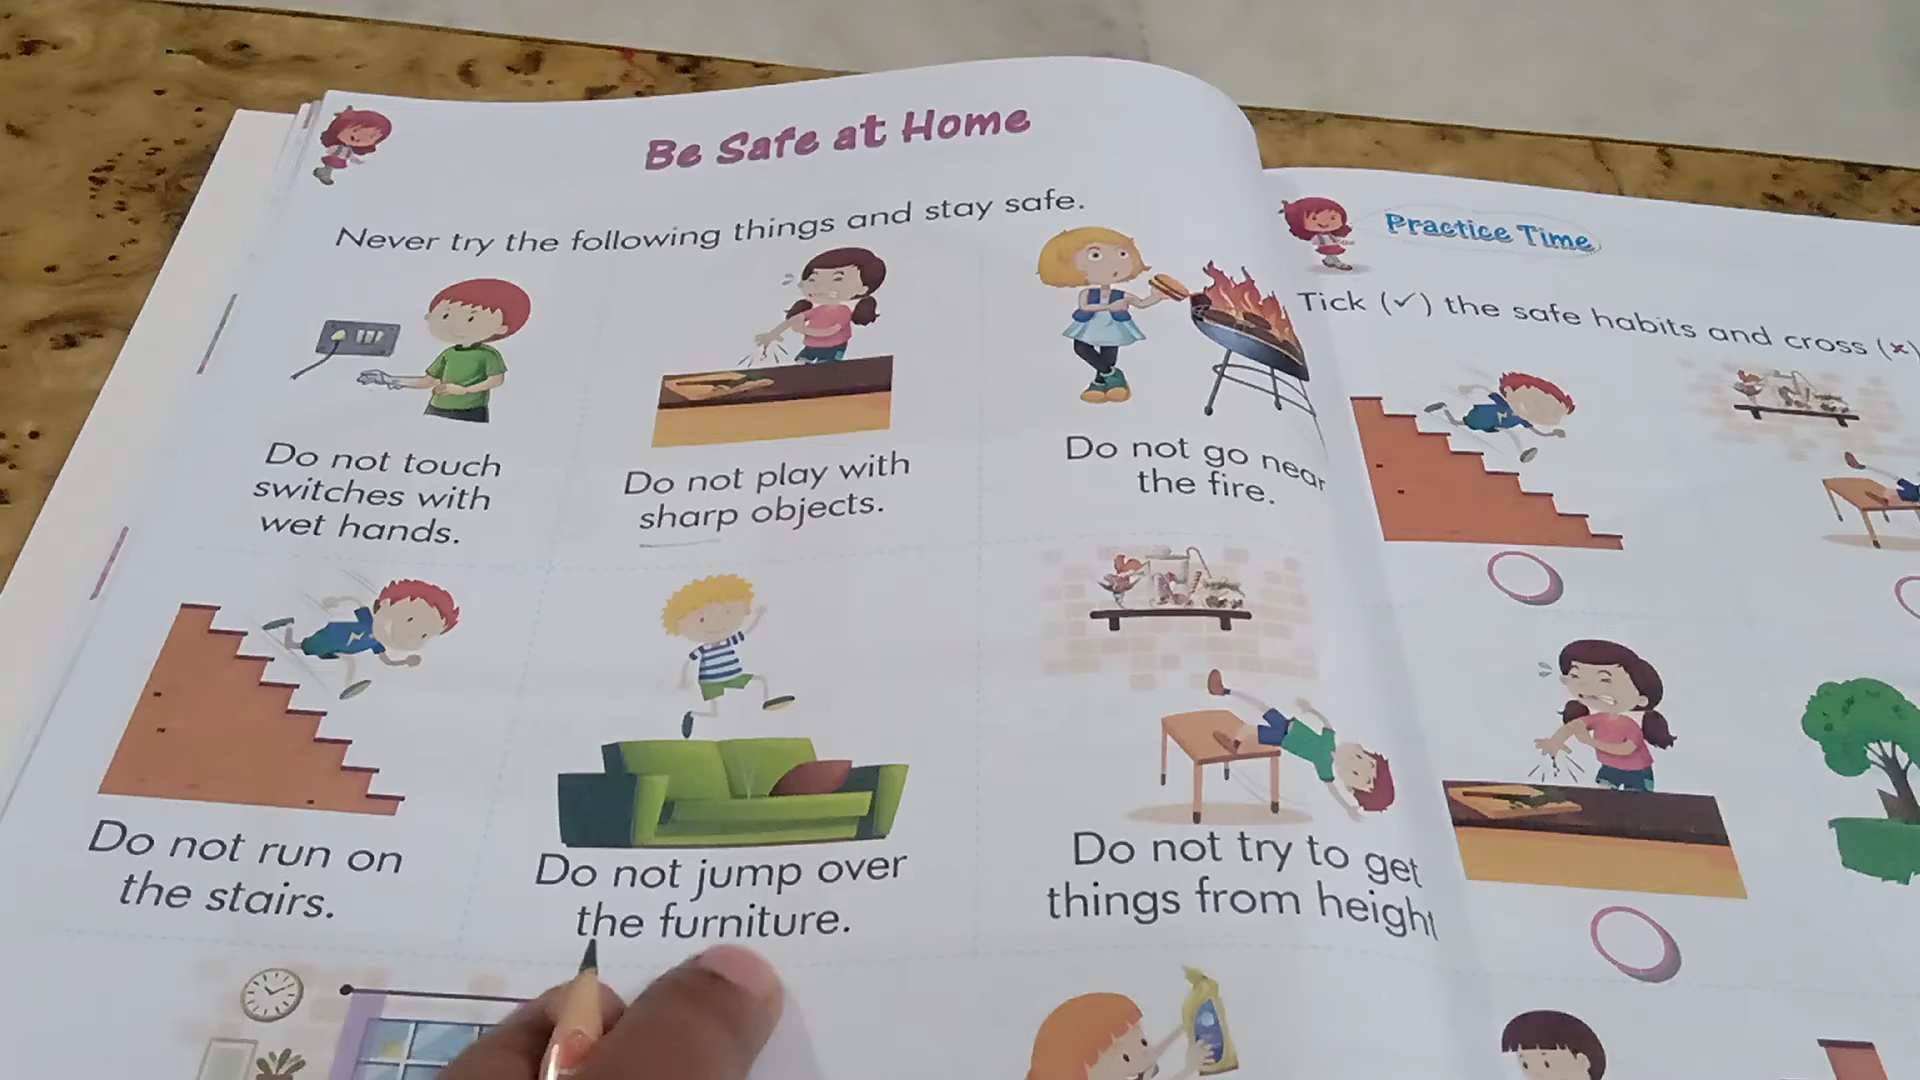 Be Safe at Home
Never try the following things and stay safe.
Do not touch
switches with
wet hands.
Do not play with
sharp objects.
Do not go near
the fire.
Do not run on
the stairs.
Do not jump over
the furniture.
Do not try to get
things from height
Practice Time
Tick (✓) the safe habits and cross (×)